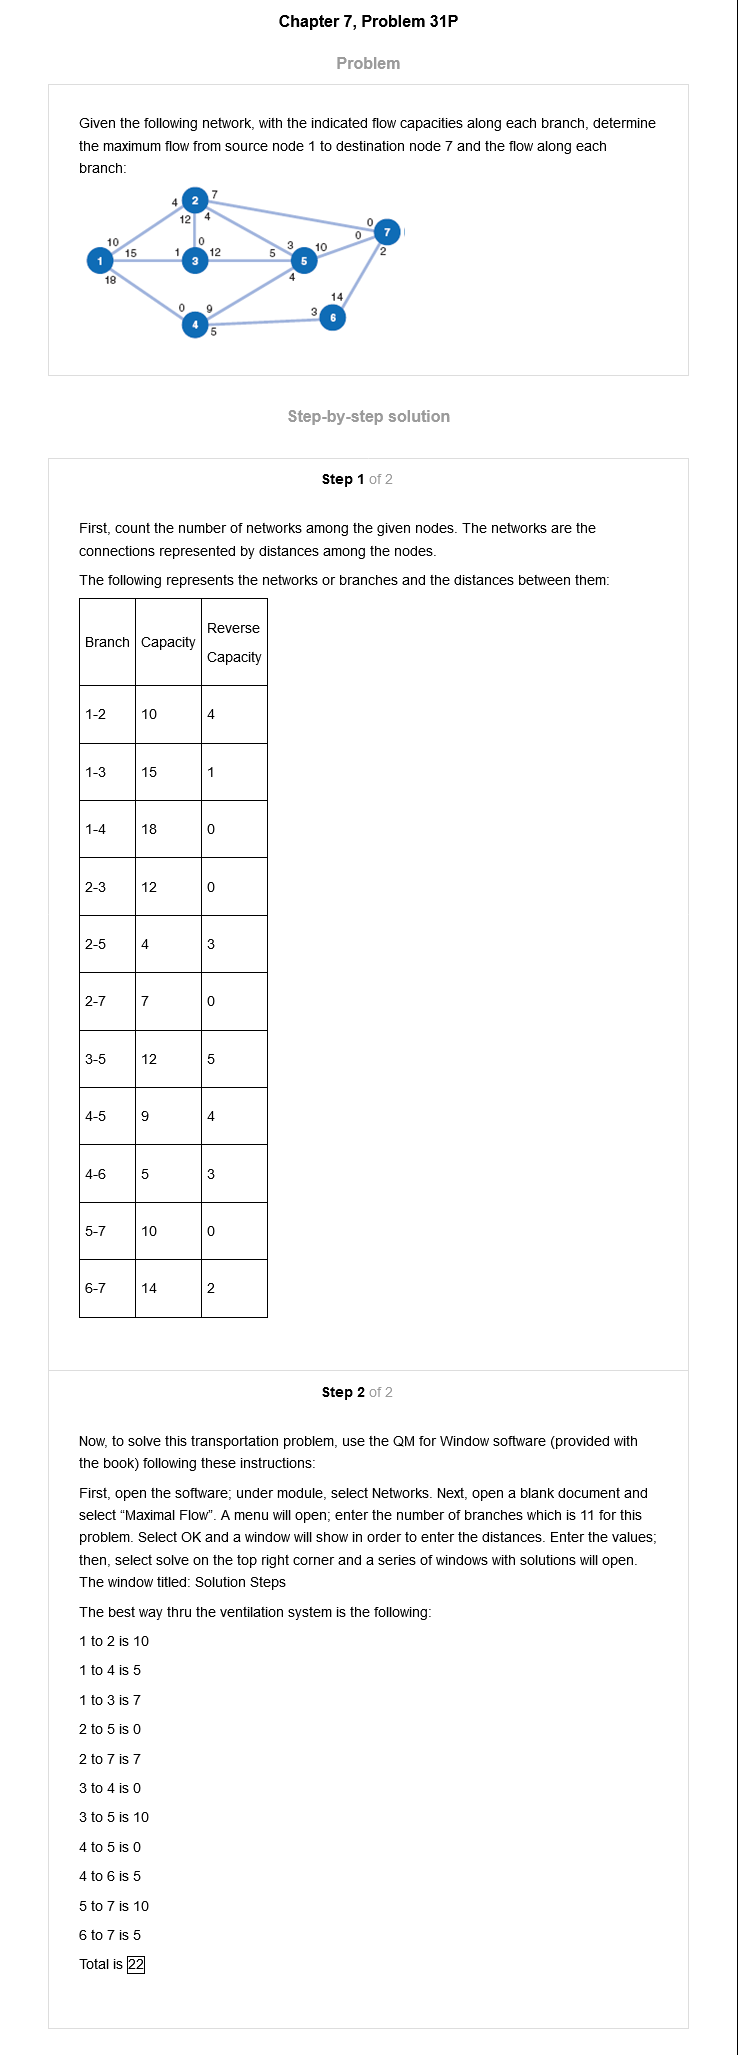 Chapter 7, Problem 31P
Problem
Given the following network, with the indicated flow capacities along each branch, determine
the maximum flow from source node 1 to destination node 7 and the flow along each
branch:
4 2 7
12 4
10 15 1 0 12 5 3 10 0 0 7
1 3 5 2
18 4
0 9 14
4 5 3 6
Step-by-step solution
Step 1 of 2
First, count the number of networks among the given nodes. The networks are the
connections represented by distances among the nodes.
The following represents the networks or branches and the distances between them:
Branch Capacity Reverse
Capacity
1-2 10 4
1-3 15 1
1-4 18 0
2-3 12 0
2-5 4 3
2-7 7 0
3-5 12 5
4-5 9 4
4-6 5 3
5-7 10 0
6-7 14 2
Step 2 of 2
Now, to solve this transportation problem, use the QM for Window software (provided with
the book) following these instructions:
First, open the software; under module, select Networks. Next, open a blank document and
select “Maximal Flow”. A menu will open; enter the number of branches which is 11 for this
problem. Select OK and a window will show in order to enter the distances. Enter the values;
then, select solve on the top right corner and a series of windows with solutions will open.
The window titled: Solution Steps
The best way thru the ventilation system is the following:
1 to 2 is 10
1 to 4 is 5
1 to 3 is 7
2 to 5 is 0
2 to 7 is 7
3 to 4 is 0
3 to 5 is 10
4 to 5 is 0
4 to 6 is 5
5 to 7 is 10
6 to 7 is 5
Total is 22